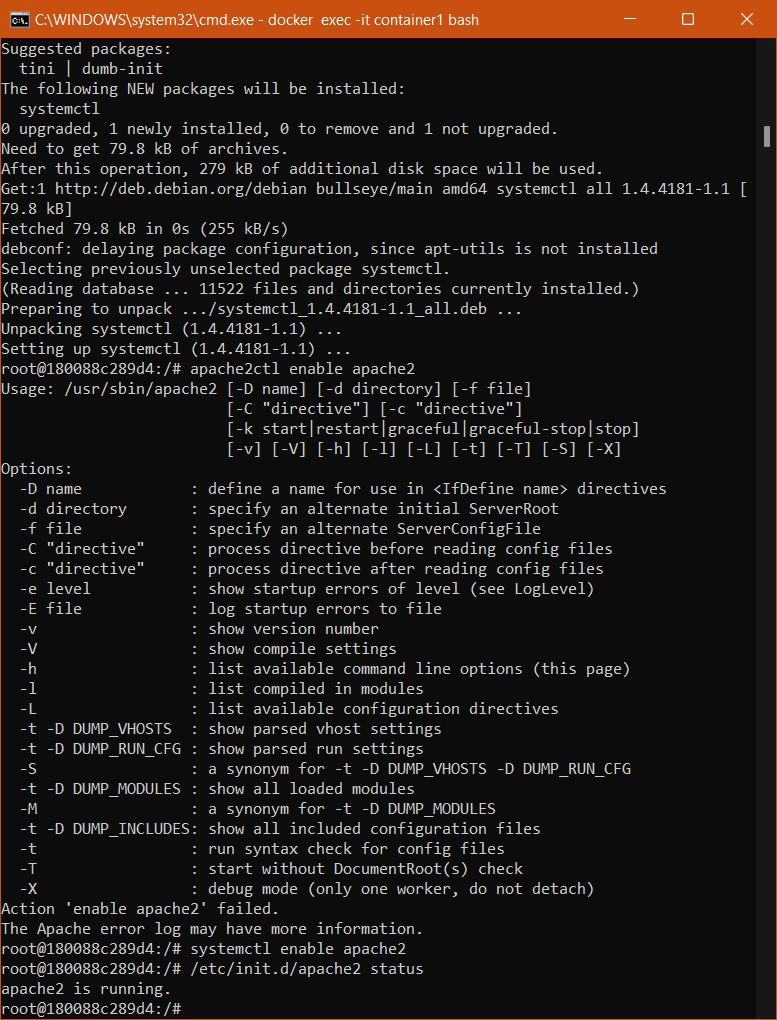 C:\WINDOWS\system32\cmd.exe - docker  exec -it container1 bash
Suggested packages:
  tini | dumb-init
The following NEW packages will be installed:
  systemctl
0 upgraded, 1 newly installed, 0 to remove and 1 not upgraded.
Need to get 79.8 kB of archives.
After this operation, 279 kB of additional disk space will be used.
Get:1 http://deb.debian.org/debian bullseye/main amd64 systemctl all 1.4.4181-1.1 [
79.8 kB]
Fetched 79.8 kB in 0s (255 kB/s)
debconf: delaying package configuration, since apt-utils is not installed
Selecting previously unselected package systemctl.
(Reading database ... 11522 files and directories currently installed.)
Preparing to unpack .../systemctl_1.4.4181-1.1_all.deb ...
Unpacking systemctl (1.4.4181-1.1) ...
Setting up systemctl (1.4.4181-1.1) ...
root@180088c289d4:/# apache2ctl enable apache2
Usage: /usr/sbin/apache2 [-D name] [-d directory] [-f file]
                         [-C "directive"] [-c "directive"]
                         [-k start|restart|graceful|graceful-stop|stop]
                         [-v] [-V] [-h] [-l] [-L] [-t] [-T] [-S] [-X]
Options:
  -D name            : define a name for use in <IfDefine name> directives
  -d directory       : specify an alternate initial ServerRoot
  -f file            : specify an alternate ServerConfigFile
  -C "directive"     : process directive before reading config files
  -c "directive"     : process directive after reading config files
  -e level           : show startup errors of level (see LogLevel)
  -E file            : log startup errors to file
  -v                 : show version number
  -V                 : show compile settings
  -h                 : list available command line options (this page)
  -l                 : list compiled in modules
  -L                 : list available configuration directives
  -t -D DUMP_VHOSTS  : show parsed vhost settings
  -t -D DUMP_RUN_CFG : show parsed run settings
  -S                 : a synonym for -t -D DUMP_VHOSTS -D DUMP_RUN_CFG
  -t -D DUMP_MODULES : show all loaded modules
  -M                 : a synonym for -t -D DUMP_MODULES
  -t -D DUMP_INCLUDES: show all included configuration files
  -t                 : run syntax check for config files
  -T                 : start without DocumentRoot(s) check
  -X                 : debug mode (only one worker, do not detach)
Action 'enable apache2' failed.
The Apache error log may have more information.
root@180088c289d4:/# systemctl enable apache2
root@180088c289d4:/# /etc/init.d/apache2 status
apache2 is running.
root@180088c289d4:/#